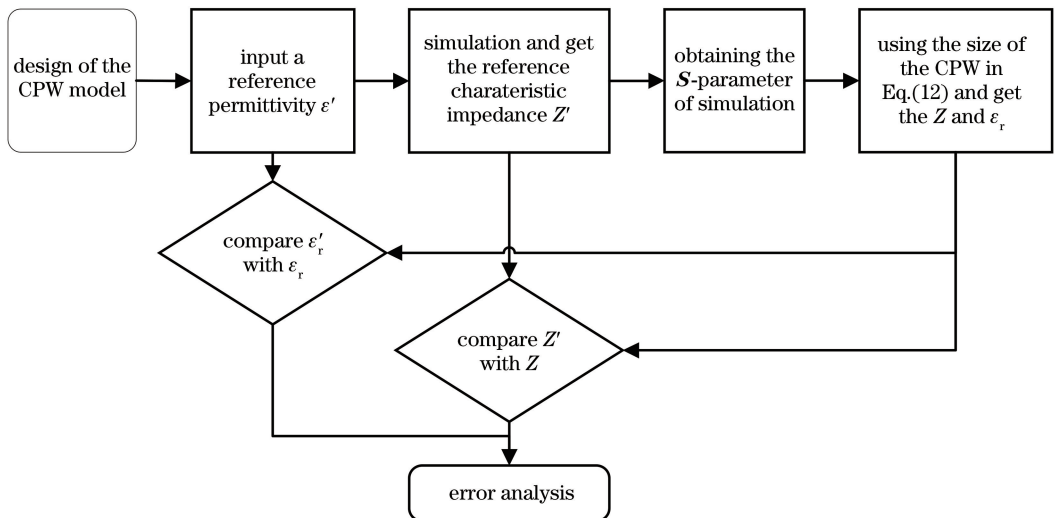 design of the
CPW model
input a
reference
permittivity ε′
simulation and get
the reference
charateristic
impedance Z′
obtaining the
S-parameter
of simulation
using the size of
the CPW in
Eq.(12) and get
the Z and εr
compare εr′
with εr
compare Z′
with Z
error analysis